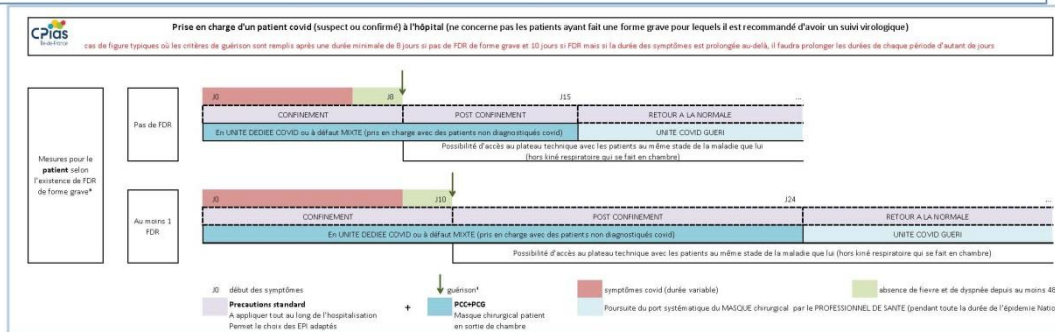 CPias
Île-de-France
Prise en charge d'un patient covid (suspect ou confirmé) à l'hôpital (ne concerne pas les patients ayant fait une forme grave pour lesquels il est recommandé d'avoir un suivi virologique)
cas de figure typiques où les critères de guérison sont remplis après une durée minimale de 8 jours si pas de FDR de forme grave et 10 jours si FDR mais si la durée des symptômes est prolongée au-delà, il faudra prolonger les durées de chaque période d'autant de jours
J0 J8 J15 ...
Pas de FDR
CONFINEMENT POST CONFINEMENT RETOUR A LA NORMALE
En UNITE DEDIEE COVID ou à défaut MIXTE (pris en charge avec des patients non diagnostiqués covid) UNITE COVID GUERI
Possibilité d'accès au plateau technique avec les patients au même stade de la maladie que lui
(hors kiné respiratoire qui se fait en chambre)
Mesures pour le
patient selon
l'existence de FDR
de forme grave*
J0 J10 J24 ...
Au moins 1
FDR
CONFINEMENT POST CONFINEMENT RETOUR A LA NORMALE
En UNITE DEDIEE COVID ou à défaut MIXTE (pris en charge avec des patients non diagnostiqués covid) UNITE COVID GUERI
Possibilité d'accès au plateau technique avec les patients au même stade de la maladie que lui (hors kiné respiratoire qui se fait en chambre)
J0 début des symptômes guérison* symptômes covid (durée variable) absence de fievre et de dyspnée depuis au moins 48
Precautions standard + PCC+PCG Poursuite du port systématique du MASQUE chirurgical par le PROFESSIONNEL DE SANTE (pendant toute la durée de l'épidemie Natio
A appliquer tout au long de l'hospitalisation Masque chirurgical patient
Permet le choix des EPI adaptés en sortie de chambre